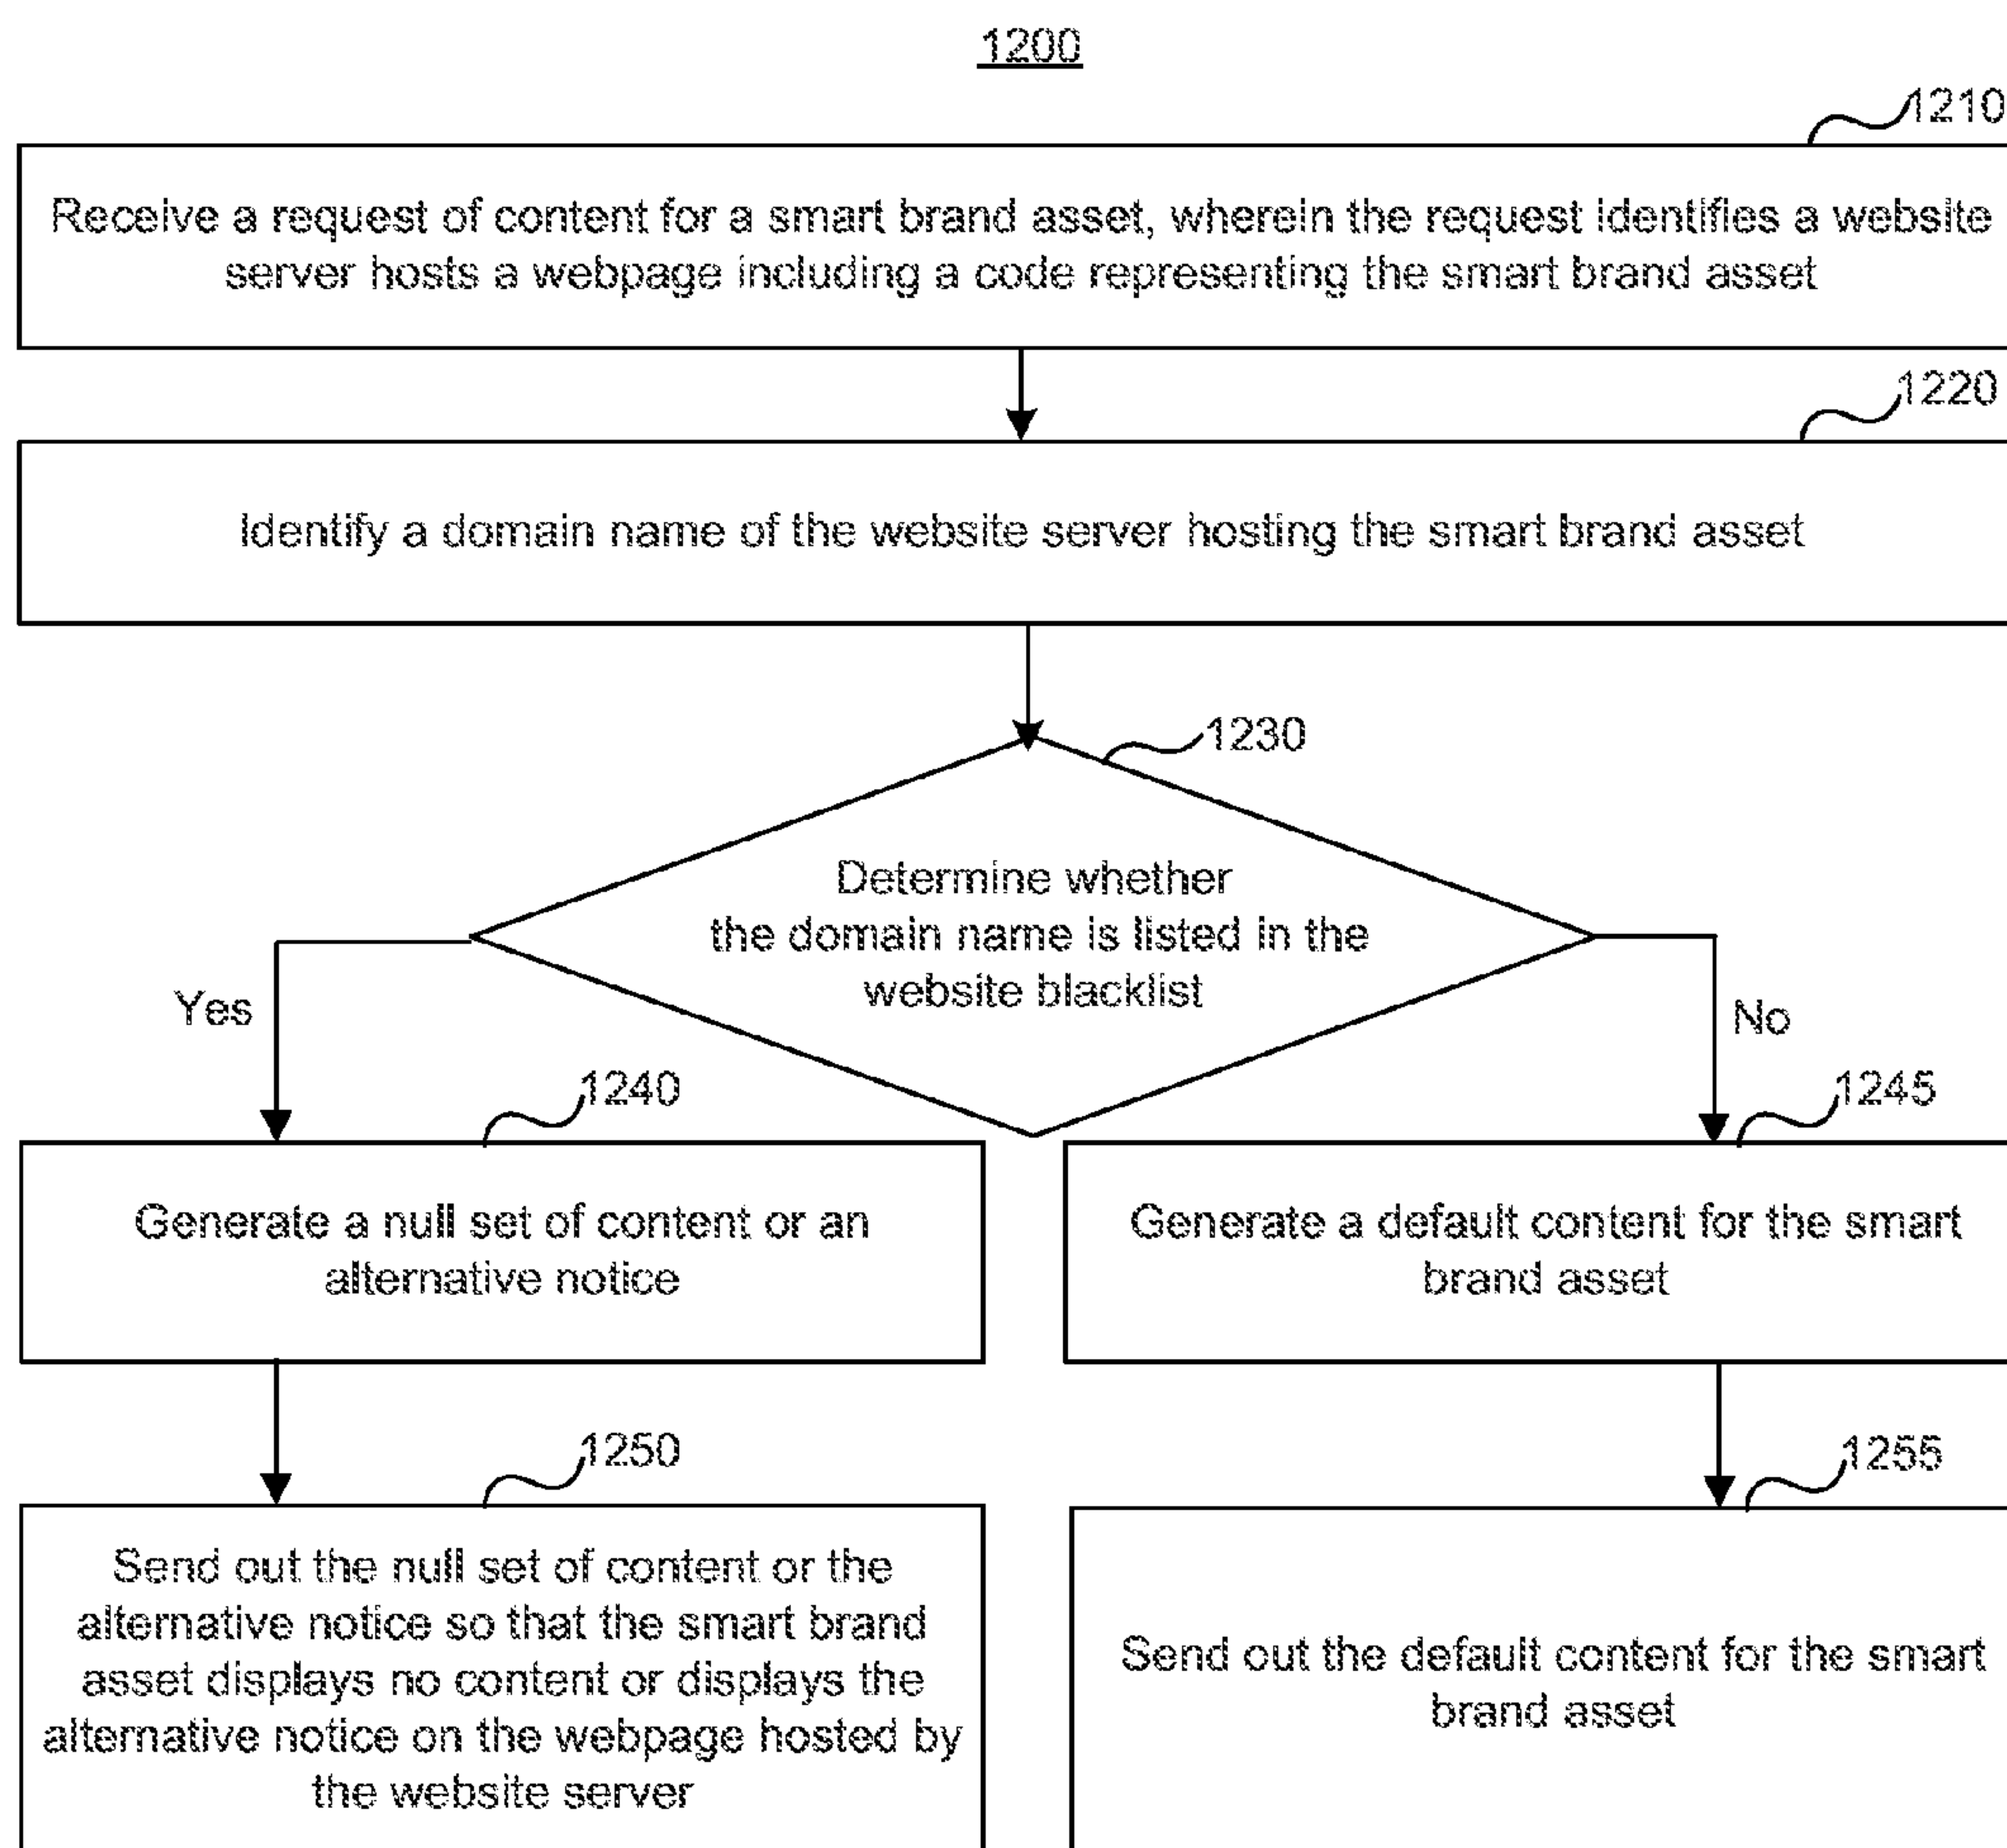 1200
1210
Receive a request of content for a smart brand asset, wherein the request identifies a website
server hosts a webpage including a code representing the smart brand asset
1220
Identify a domain name of the website server hosting the smart brand asset
1230
Determine whether
the domain name is listed in the
website blacklist
Yes
No
1240
Generate a null set of content or an
alternative notice
1245
Generate a default content for the smart
brand asset
1250
Send out the null set of content or the
alternative notice so that the smart brand
asset displays no content or displays the
alternative notice on the webpage hosted by
the website server
1255
Send out the default content for the smart
brand asset